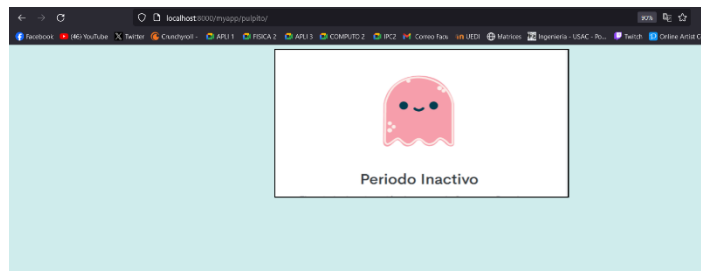 localhost:8000/myapp/pulpito/
90%
Facebook (46) YouTube Twitter Crunchyroll - APLI 1 FISICA 2 APLI 3 COMPUTO 2 IPC2 Correo Facu UEDI Matrices Ingenieria - USAC - Po... Twitch Online Artist C
Periodo Inactivo